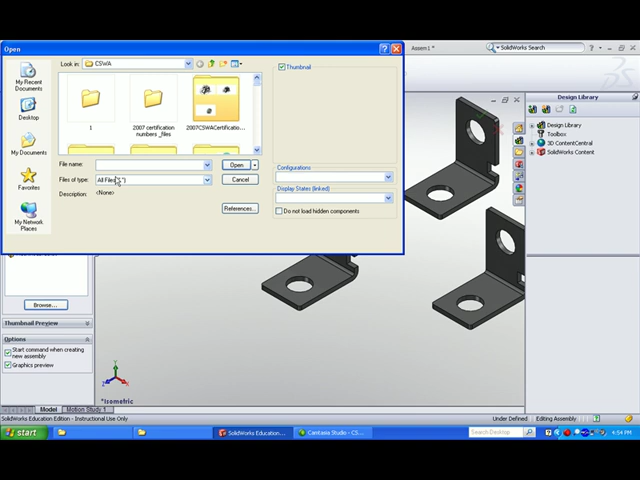 Open
Assem1 *
SolidWorks Search
Look in:
CSWA
Thumbnail
My Recent
Documents
Desktop
My Documents
Favorites
My Network
Places
1
2007 certification
numbers _files
2007CSWACertificatio...
File name:
Open
Files of type:
All Files
Cancel
Description:
<None>
References...
Configurations
Display States (linked)
Do not load hidden components
Design Library
Design Library
Toolbox
3D ContentCentral
SolidWorks Content
Browse...
Thumbnail Preview
Start command when creating
new assembly
Graphics preview
Y
X
Z
*Isometric
Model
Motion Study 1
SolidWorks Education Edition - Instructional Use Only
Under Defined
Editing Assembly
start
SolidWorks Education...
Camtasia Studio - CS...
Search Desktop
4:54 PM